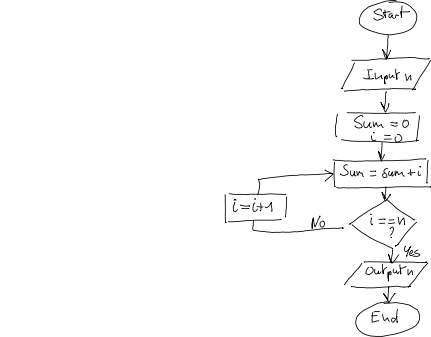 Start
Input n
Sum = 0
i = 0
Sum = sum + i
i = i + 1
No
i == n
?
Yes
Output n
End